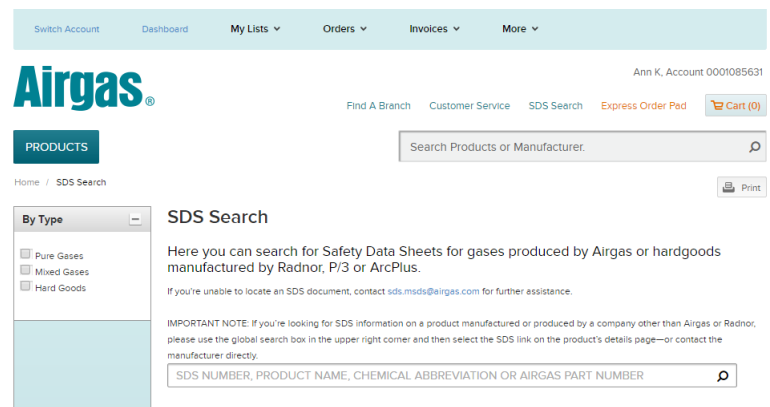 Switch Account Dashboard My Lists Orders Invoices More
Airgas®
Ann K, Account 0001085631
Find A Branch Customer Service SDS Search Express Order Pad Cart (0)
PRODUCTS Search Products or Manufacturer.
Home / SDS Search
Print
By Type
Pure Gases
Mixed Gases
Hard Goods
SDS Search
Here you can search for Safety Data Sheets for gases produced by Airgas or hardgoods
manufactured by Radnor, P/3 or ArcPlus.
If you're unable to locate an SDS document, contact sds.msds@airgas.com for further assistance.
IMPORTANT NOTE: If you're looking for SDS information on a product manufactured or produced by a company other than Airgas or Radnor,
please use the global search box in the upper right corner and then select the SDS link on the product's details page—or contact the
manufacturer directly.
SDS NUMBER, PRODUCT NAME, CHEMICAL ABBREVIATION OR AIRGAS PART NUMBER